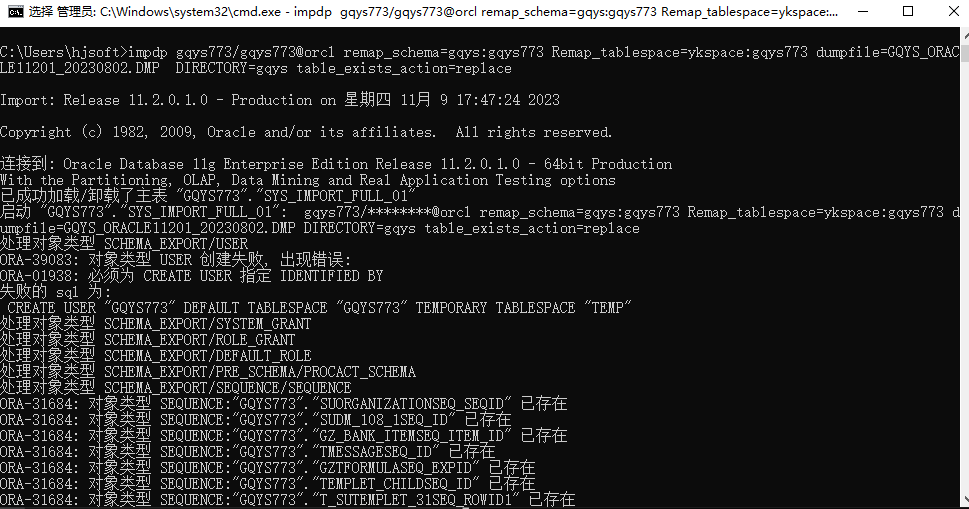 选择 管理员: C:\Windows\system32\cmd.exe - impdp  gqys773/gqys773@orcl remap_schema=gqys:gqys773 Remap_tablespace=ykspace:...
C:\Users\hjsoft>impdp gqys773/gqys773@orcl remap_schema=gqys:gqys773 Remap_tablespace=ykspace:gqys773 dumpfile=GQYS_ORAC
LE11201_20230802.DMP  DIRECTORY=gqys table_exists_action=replace
Import: Release 11.2.0.1.0 - Production on 星期四 11月 9 17:47:24 2023
Copyright (c) 1982, 2009, Oracle and/or its affiliates.  All rights reserved.
连接到: Oracle Database 11g Enterprise Edition Release 11.2.0.1.0 - 64bit Production
With the Partitioning, OLAP, Data Mining and Real Application Testing options
已成功加载/卸载了主表 "GQYS773"."SYS_IMPORT_FULL_01"
启动 "GQYS773"."SYS_IMPORT_FULL_01":  gqys773/********@orcl remap_schema=gqys:gqys773 Remap_tablespace=ykspace:gqys773 d
umpfile=GQYS_ORACLE11201_20230802.DMP DIRECTORY=gqys table_exists_action=replace
处理对象类型 SCHEMA_EXPORT/USER
ORA-39083: 对象类型 USER 创建失败, 出现错误:
ORA-01938: 必须为 CREATE USER 指定 IDENTIFIED BY
失败的 sql 为:
 CREATE USER "GQYS773" DEFAULT TABLESPACE "GQYS773" TEMPORARY TABLESPACE "TEMP"
处理对象类型 SCHEMA_EXPORT/SYSTEM_GRANT
处理对象类型 SCHEMA_EXPORT/ROLE_GRANT
处理对象类型 SCHEMA_EXPORT/DEFAULT_ROLE
处理对象类型 SCHEMA_EXPORT/PRE_SCHEMA/PROCACT_SCHEMA
处理对象类型 SCHEMA_EXPORT/SEQUENCE/SEQUENCE
ORA-31684: 对象类型 SEQUENCE:"GQYS773"."SUORGANIZATIONSEQ_SEQID" 已存在
ORA-31684: 对象类型 SEQUENCE:"GQYS773"."SUDM_108_1SEQ_ID" 已存在
ORA-31684: 对象类型 SEQUENCE:"GQYS773"."GZ_BANK_ITEMSEQ_ITEM_ID" 已存在
ORA-31684: 对象类型 SEQUENCE:"GQYS773"."TMESSAGESEQ_ID" 已存在
ORA-31684: 对象类型 SEQUENCE:"GQYS773"."GZTFORMULASEQ_EXPID" 已存在
ORA-31684: 对象类型 SEQUENCE:"GQYS773"."TEMPLET_CHILDSEQ_ID" 已存在
ORA-31684: 对象类型 SEQUENCE:"GQYS773"."T_SUTEMPLET_31SEQ_ROWID1" 已存在